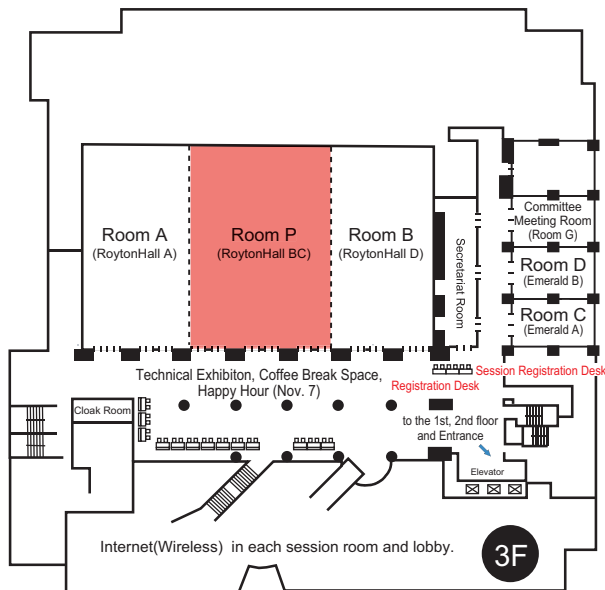 Committee
Meeting Room
(Room G)
Room A
(RoytonHall A)
Room P
(RoytonHall BC)
Room B
(RoytonHall D)
Secretariat Room
Room D
(Emerald B)
Room C
(Emerald A)
Technical Exhibiton, Coffee Break Space,
Happy Hour (Nov. 7)
Session Registration Desk
Registration Desk
Cloak Room
to the 1st, 2nd floor
and Entrance
Elevator
Internet(Wireless) in each session room and lobby.
3F